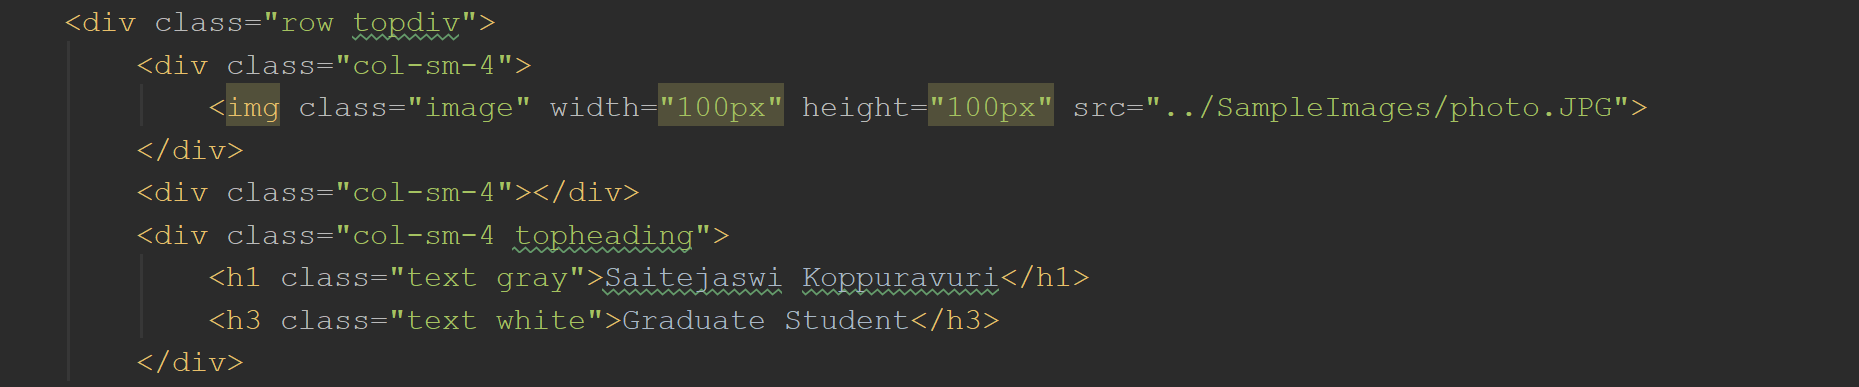 <div class="row topdiv">
<div class="col-sm-4">
<img class="image" width="100px" height="100px" src="../SampleImages/photo.JPG">
</div>
<div class="col-sm-4"></div>
<div class="col-sm-4 topheading">
<h1 class="text gray">Saitejaswi Koppuravuri</h1>
<h3 class="text white">Graduate Student</h3>
</div>